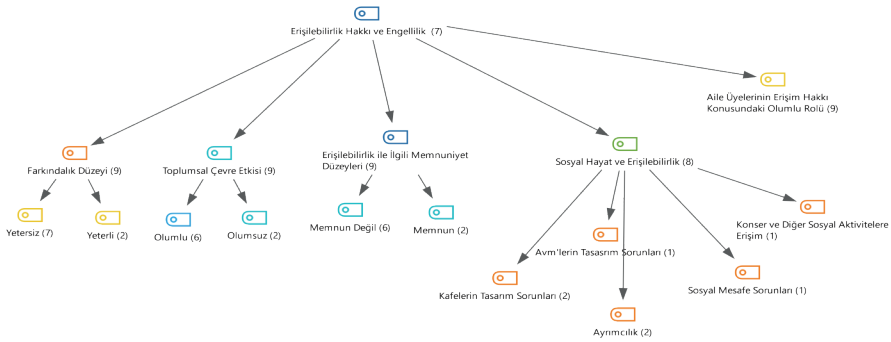 Erişilebilirlik Hakkı ve Engellilik (7)
Aile Üyelerinin Erişim Hakkı
Konusundaki Olumlu Rolü (9)
Farkındalık Düzeyi (9)
Toplumsal Çevre Etkisi (9)
Erişilebilirlik ile İlgili Memnuniyet
Düzeyleri (9)
Sosyal Hayat ve Erişilebilirlik (8)
Yetersiz (7)
Yeterli (2)
Olumlu (6)
Olumsuz (2)
Memnun Değil (6)
Memnun (2)
Konser ve Diğer Sosyal Aktivitelere
Erişim (1)
Avm'lerin Tasasrım Sorunları (1)
Kafelerin Tasarım Sorunları (2)
Sosyal Mesafe Sorunları (1)
Ayrımcılık (2)